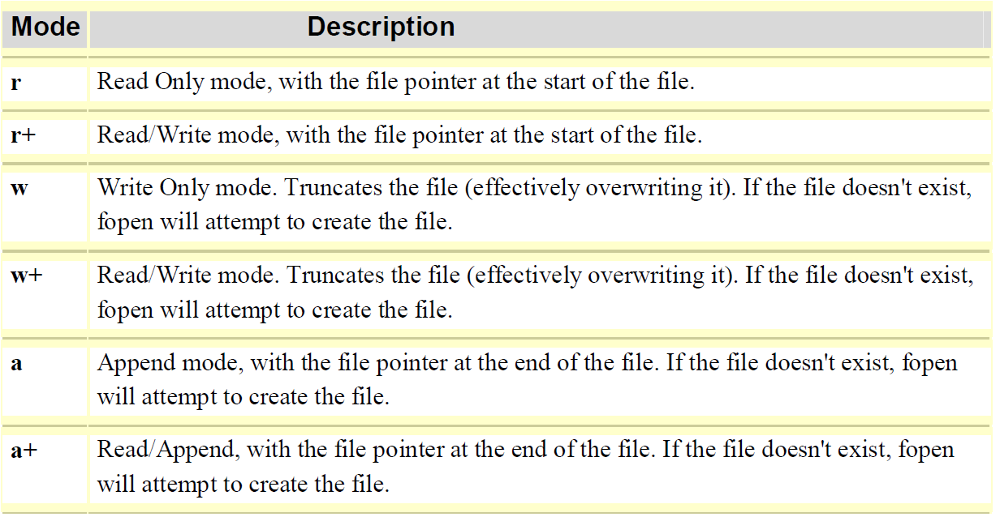 Mode Description
r Read Only mode, with the file pointer at the start of the file.
r+ Read/Write mode, with the file pointer at the start of the file.
w Write Only mode. Truncates the file (effectively overwriting it). If the file doesn't exist,
fopen will attempt to create the file.
w+ Read/Write mode. Truncates the file (effectively overwriting it). If the file doesn't exist,
fopen will attempt to create the file.
a Append mode, with the file pointer at the end of the file. If the file doesn't exist, fopen
will attempt to create the file.
a+ Read/Append, with the file pointer at the end of the file. If the file doesn't exist, fopen
will attempt to create the file.